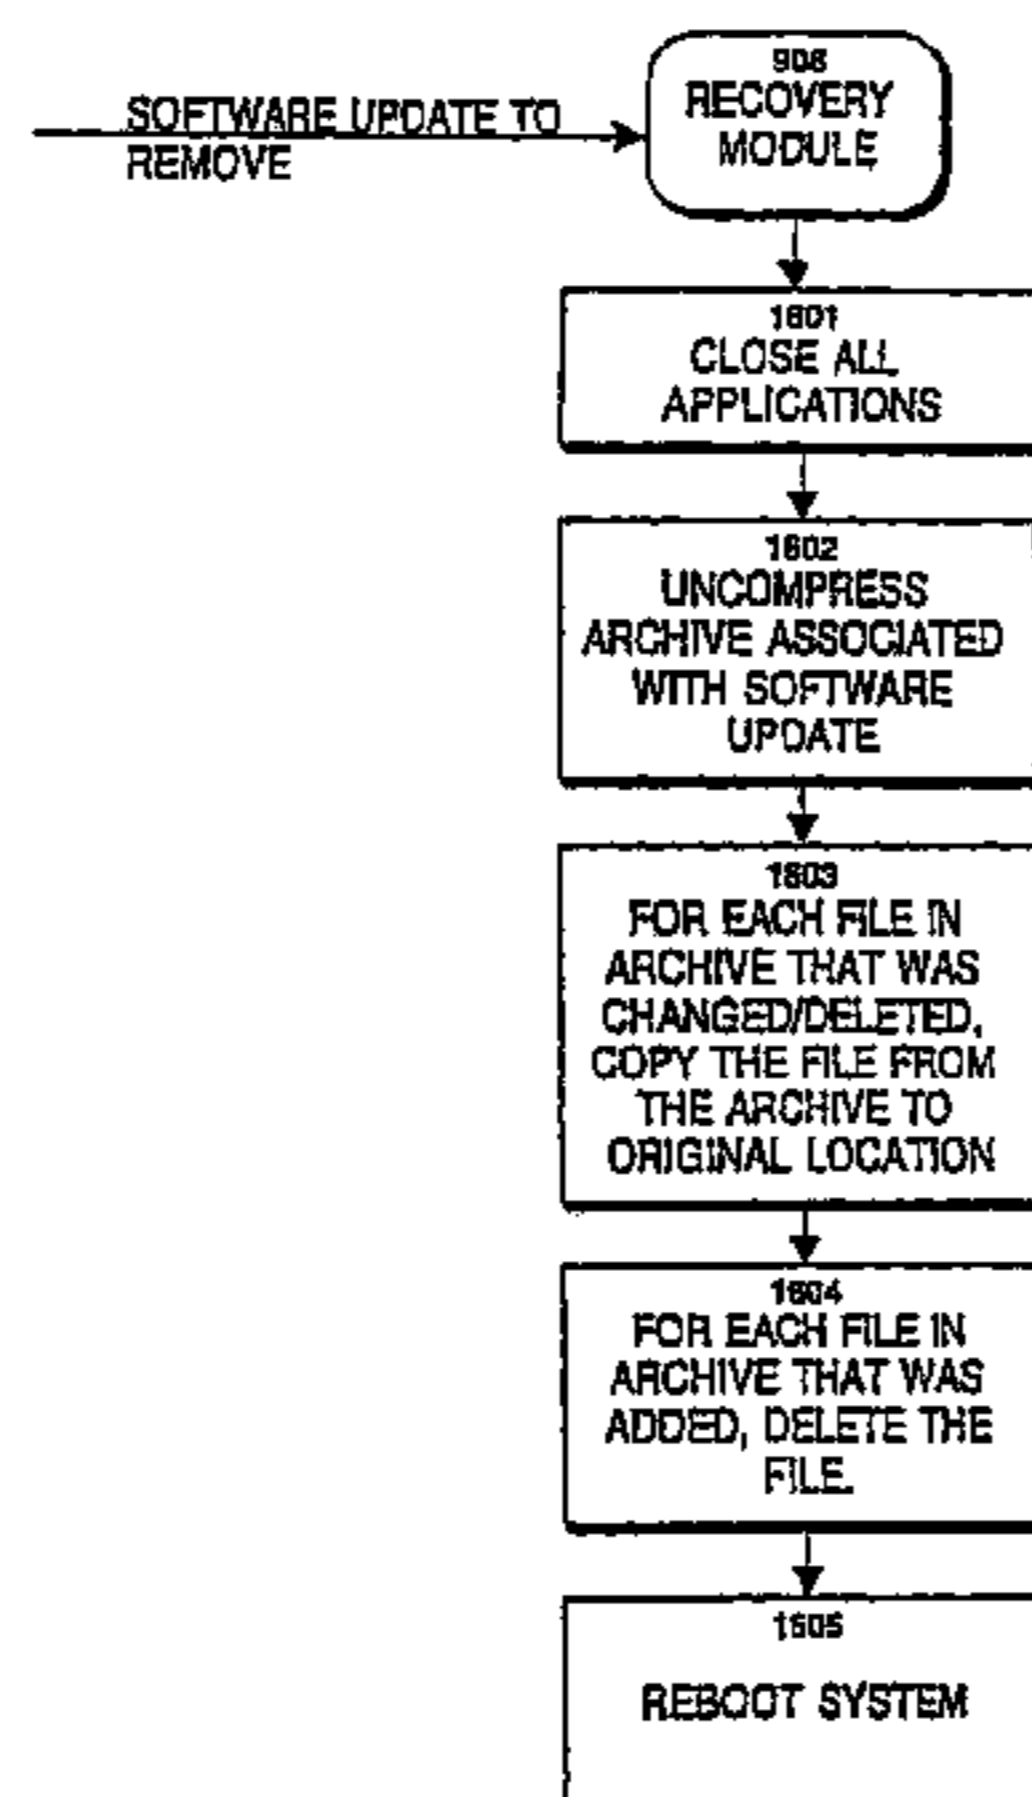 908
RECOVERY
MODULE
SOFTWARE UPDATE TO
REMOVE
1601
CLOSE ALL
APPLICATIONS
1602
UNCOMPRESS
ARCHIVE ASSOCIATED
WITH SOFTWARE
UPDATE
1603
FOR EACH FILE IN
ARCHIVE THAT WAS
CHANGED/DELETED,
COPY THE FILE FROM
THE ARCHIVE TO
ORIGINAL LOCATION
1604
FOR EACH FILE IN
ARCHIVE THAT WAS
ADDED, DELETE THE
FILE.
1605
REBOOT SYSTEM